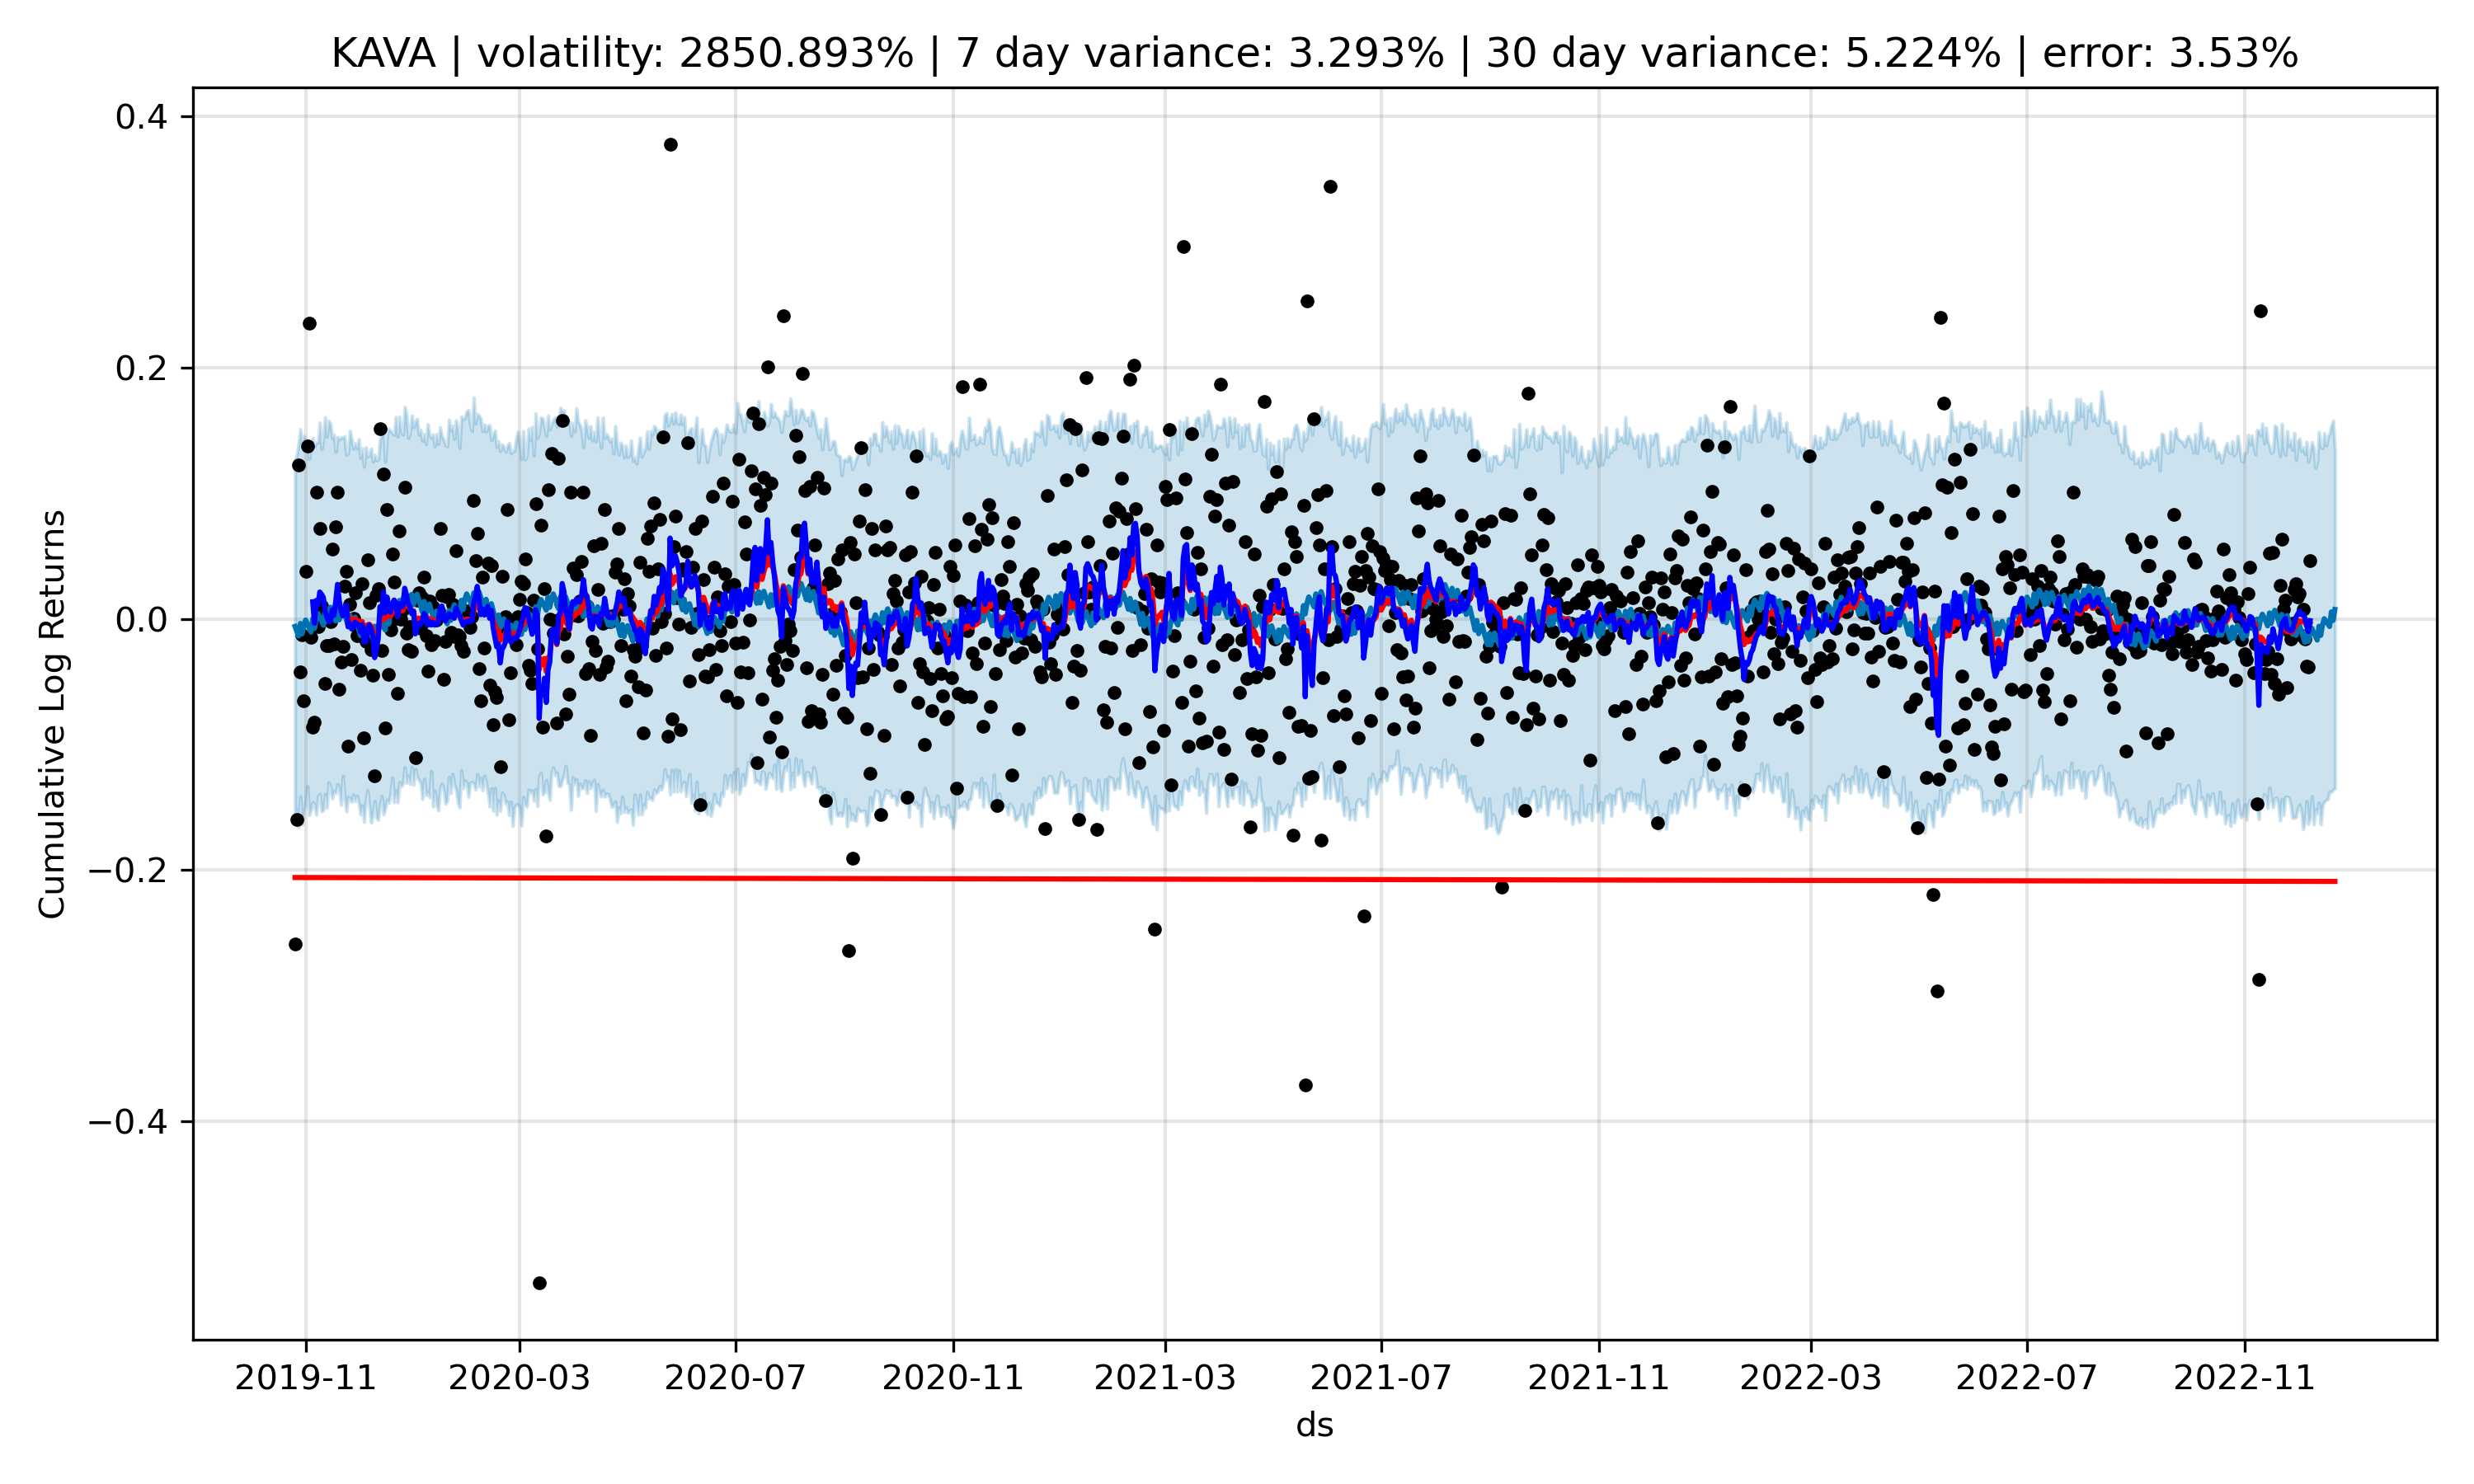 KAVA | volatility: 2850.893% | 7 day variance: 3.293% | 30 day variance: 5.224% | error: 3.53%
Cumulative Log Returns
0.4
0.2
0.0
−0.2
−0.4
2019-11 2020-03 2020-07 2020-11 2021-03 2021-07 2021-11 2022-03 2022-07 2022-11
ds